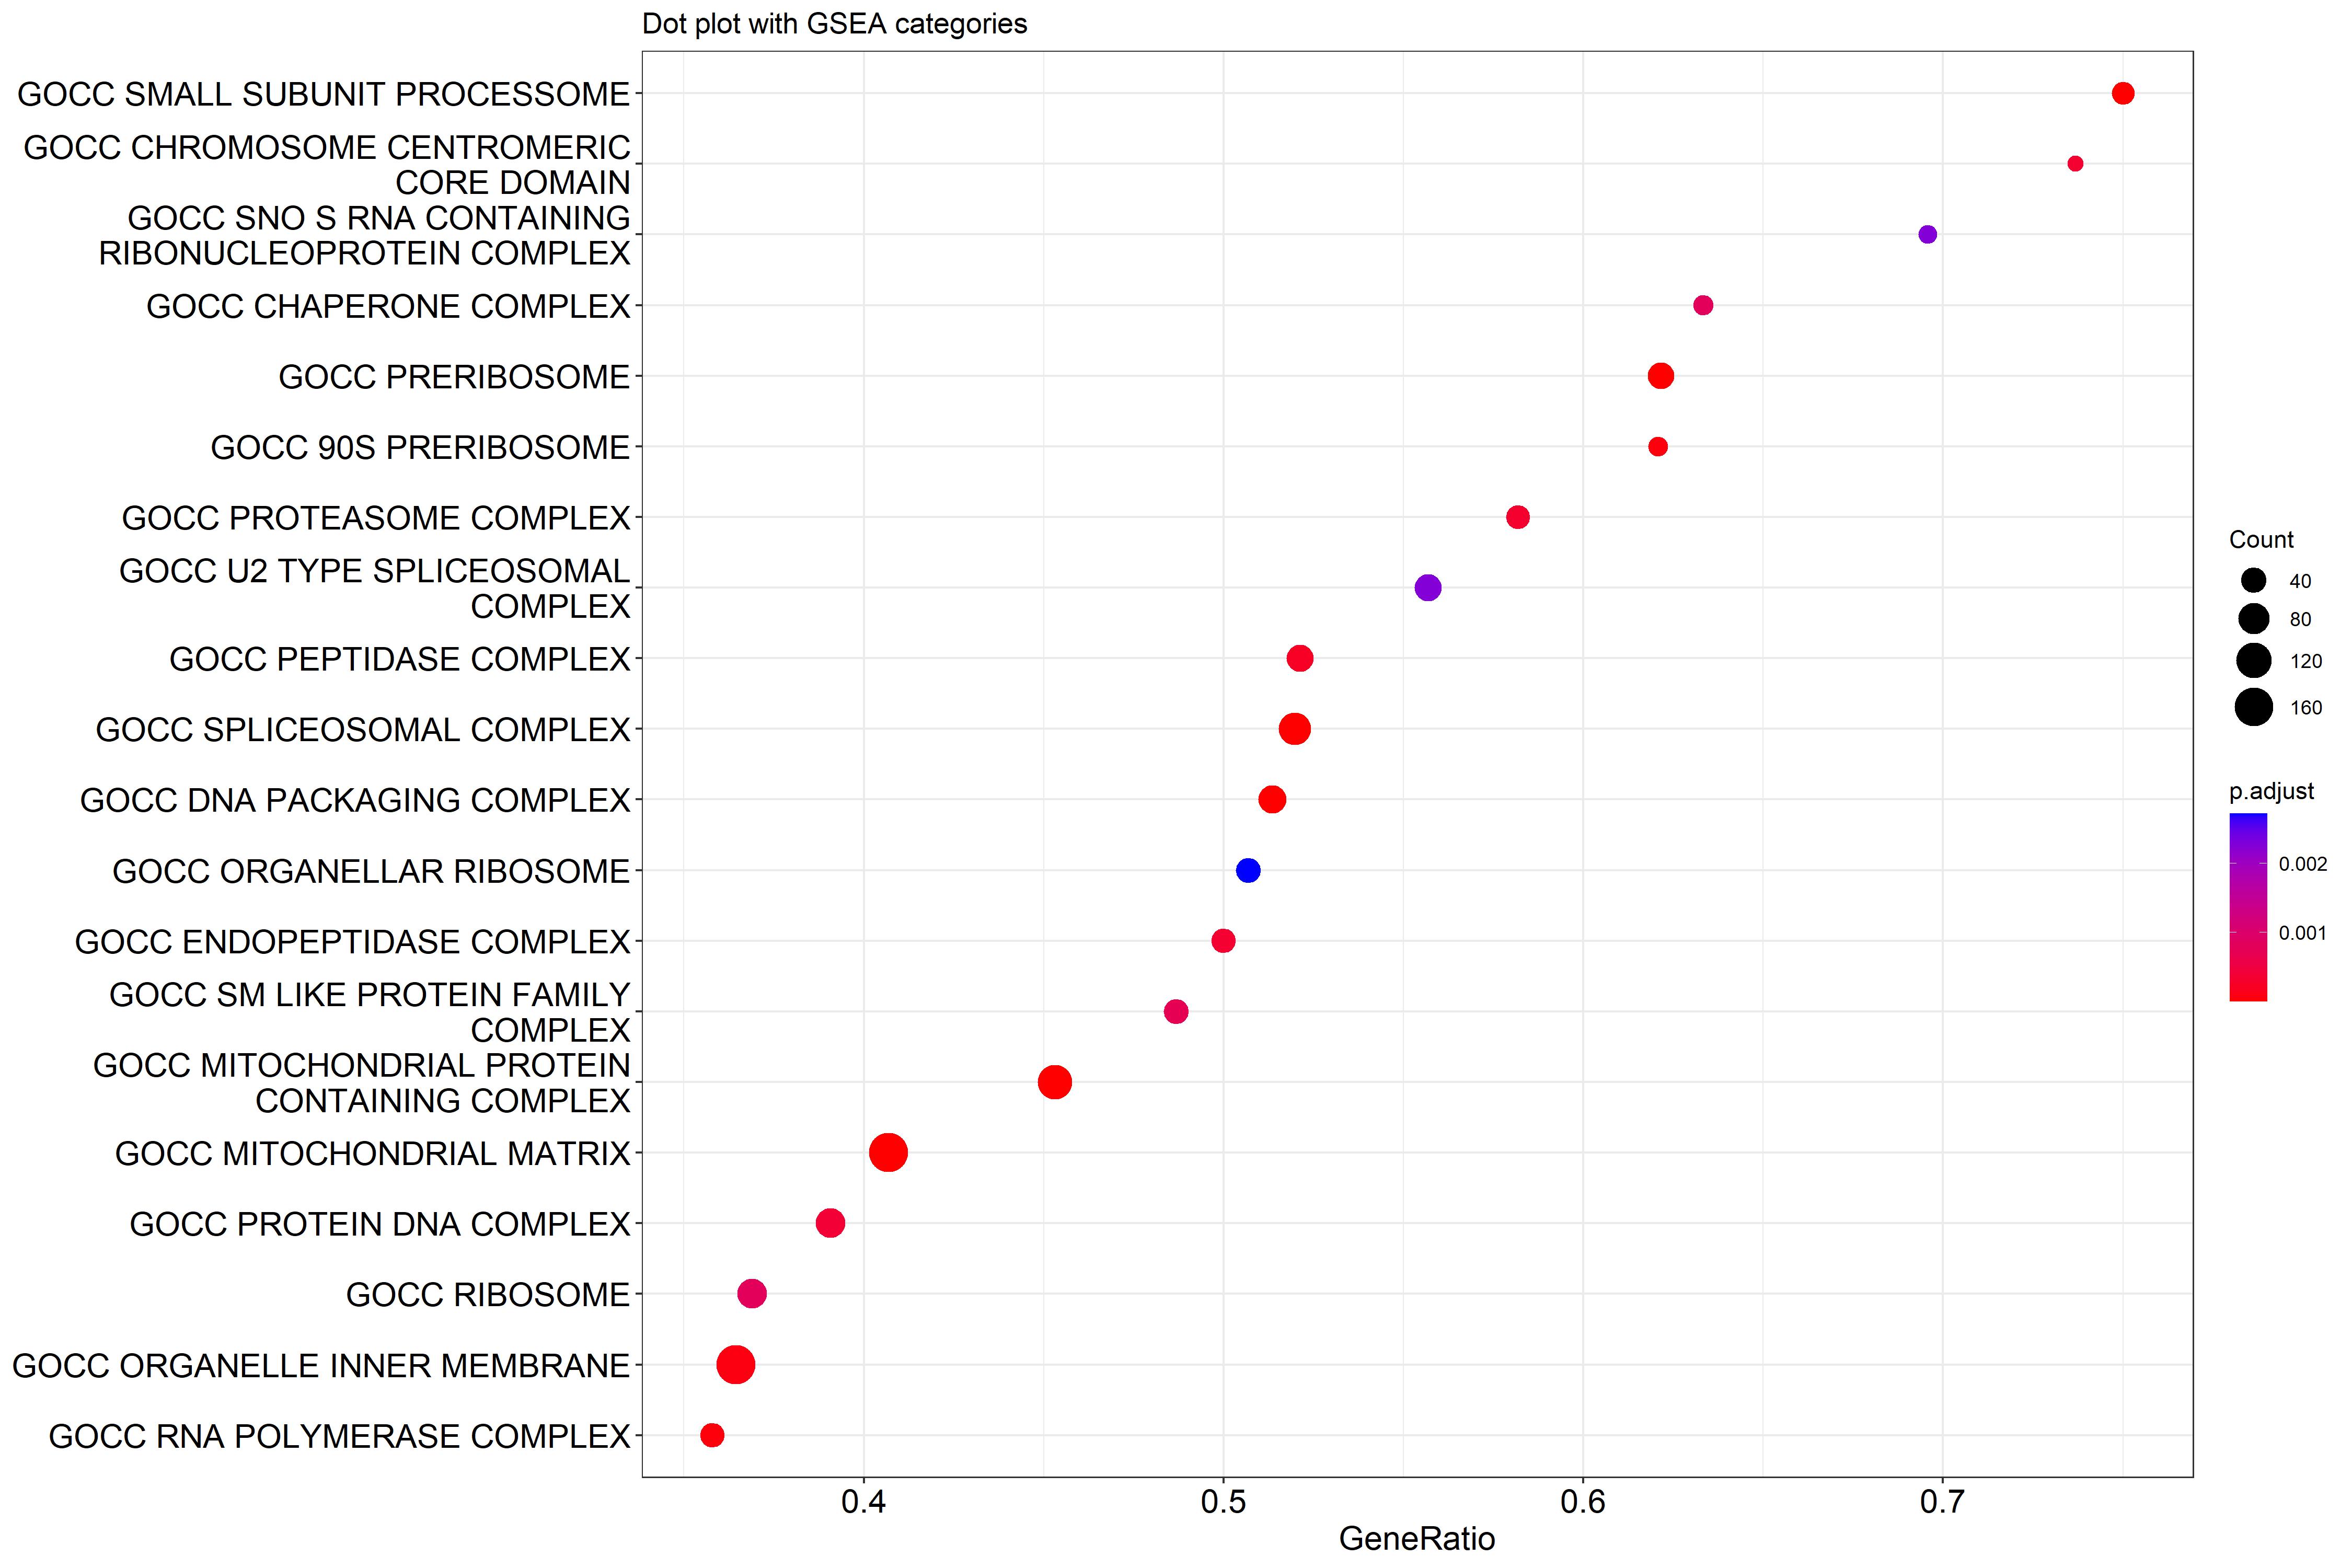 Dot plot with GSEA categories
GOCC SMALL SUBUNIT PROCESSOME
GOCC CHROMOSOME CENTROMERIC
CORE DOMAIN
GOCC SNO S RNA CONTAINING
RIBONUCLEOPROTEIN COMPLEX
GOCC CHAPERONE COMPLEX
GOCC PRERIBOSOME
GOCC 90S PRERIBOSOME
GOCC PROTEASOME COMPLEX
GOCC U2 TYPE SPLICEOSOMAL
COMPLEX
GOCC PEPTIDASE COMPLEX
GOCC SPLICEOSOMAL COMPLEX
GOCC DNA PACKAGING COMPLEX
GOCC ORGANELLAR RIBOSOME
GOCC ENDOPEPTIDASE COMPLEX
GOCC SM LIKE PROTEIN FAMILY
COMPLEX
GOCC MITOCHONDRIAL PROTEIN
CONTAINING COMPLEX
GOCC MITOCHONDRIAL MATRIX
GOCC PROTEIN DNA COMPLEX
GOCC RIBOSOME
GOCC ORGANELLE INNER MEMBRANE
GOCC RNA POLYMERASE COMPLEX
0.4 0.5 0.6 0.7
GeneRatio
Count
40
80
120
160
p.adjust
0.002
0.001